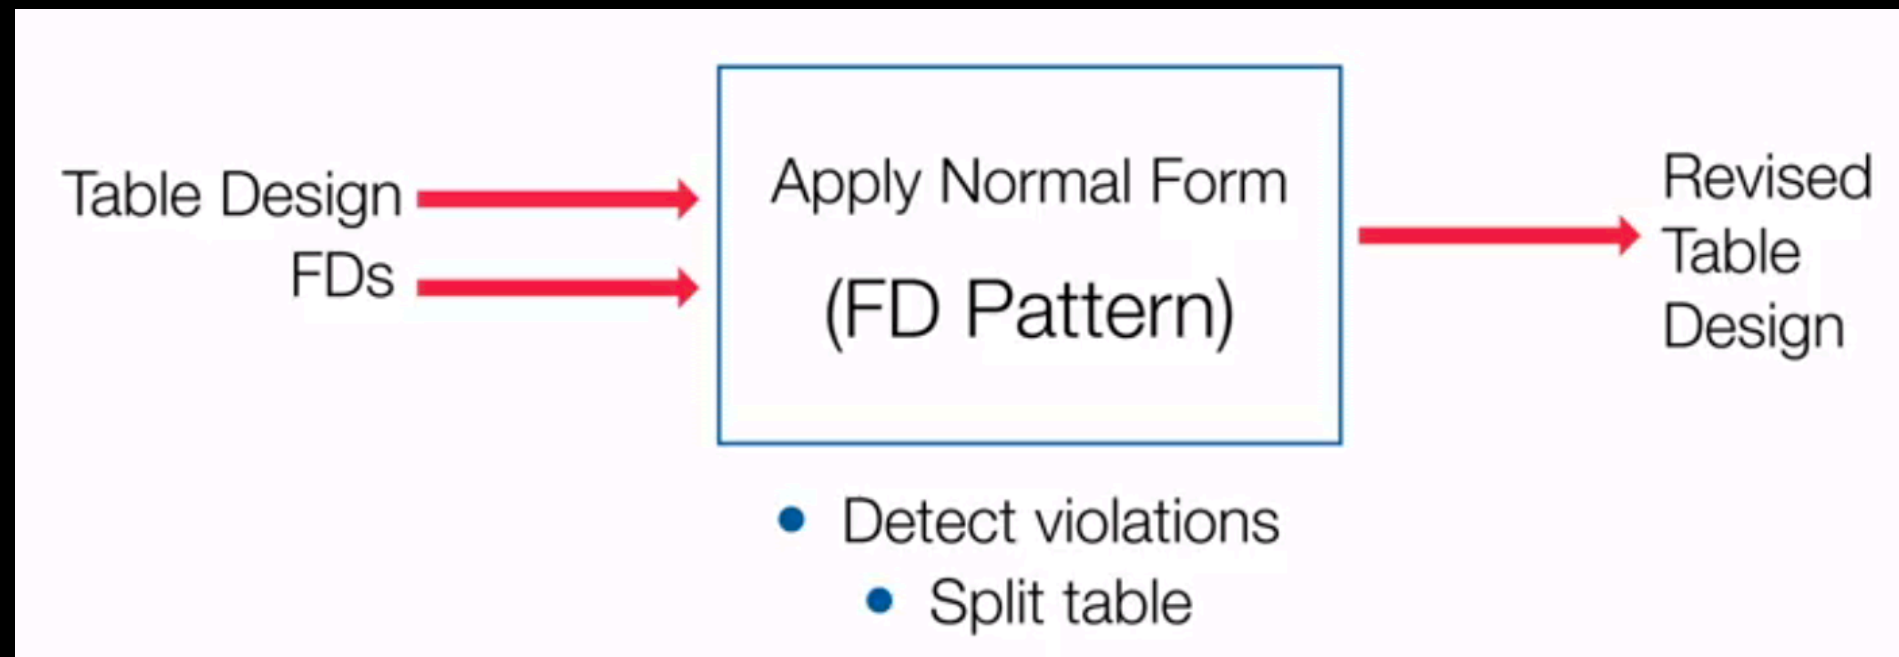 Table Design
FDs
Apply Normal Form
(FD Pattern)
Revised
Table
Design
Detect violations
Split table